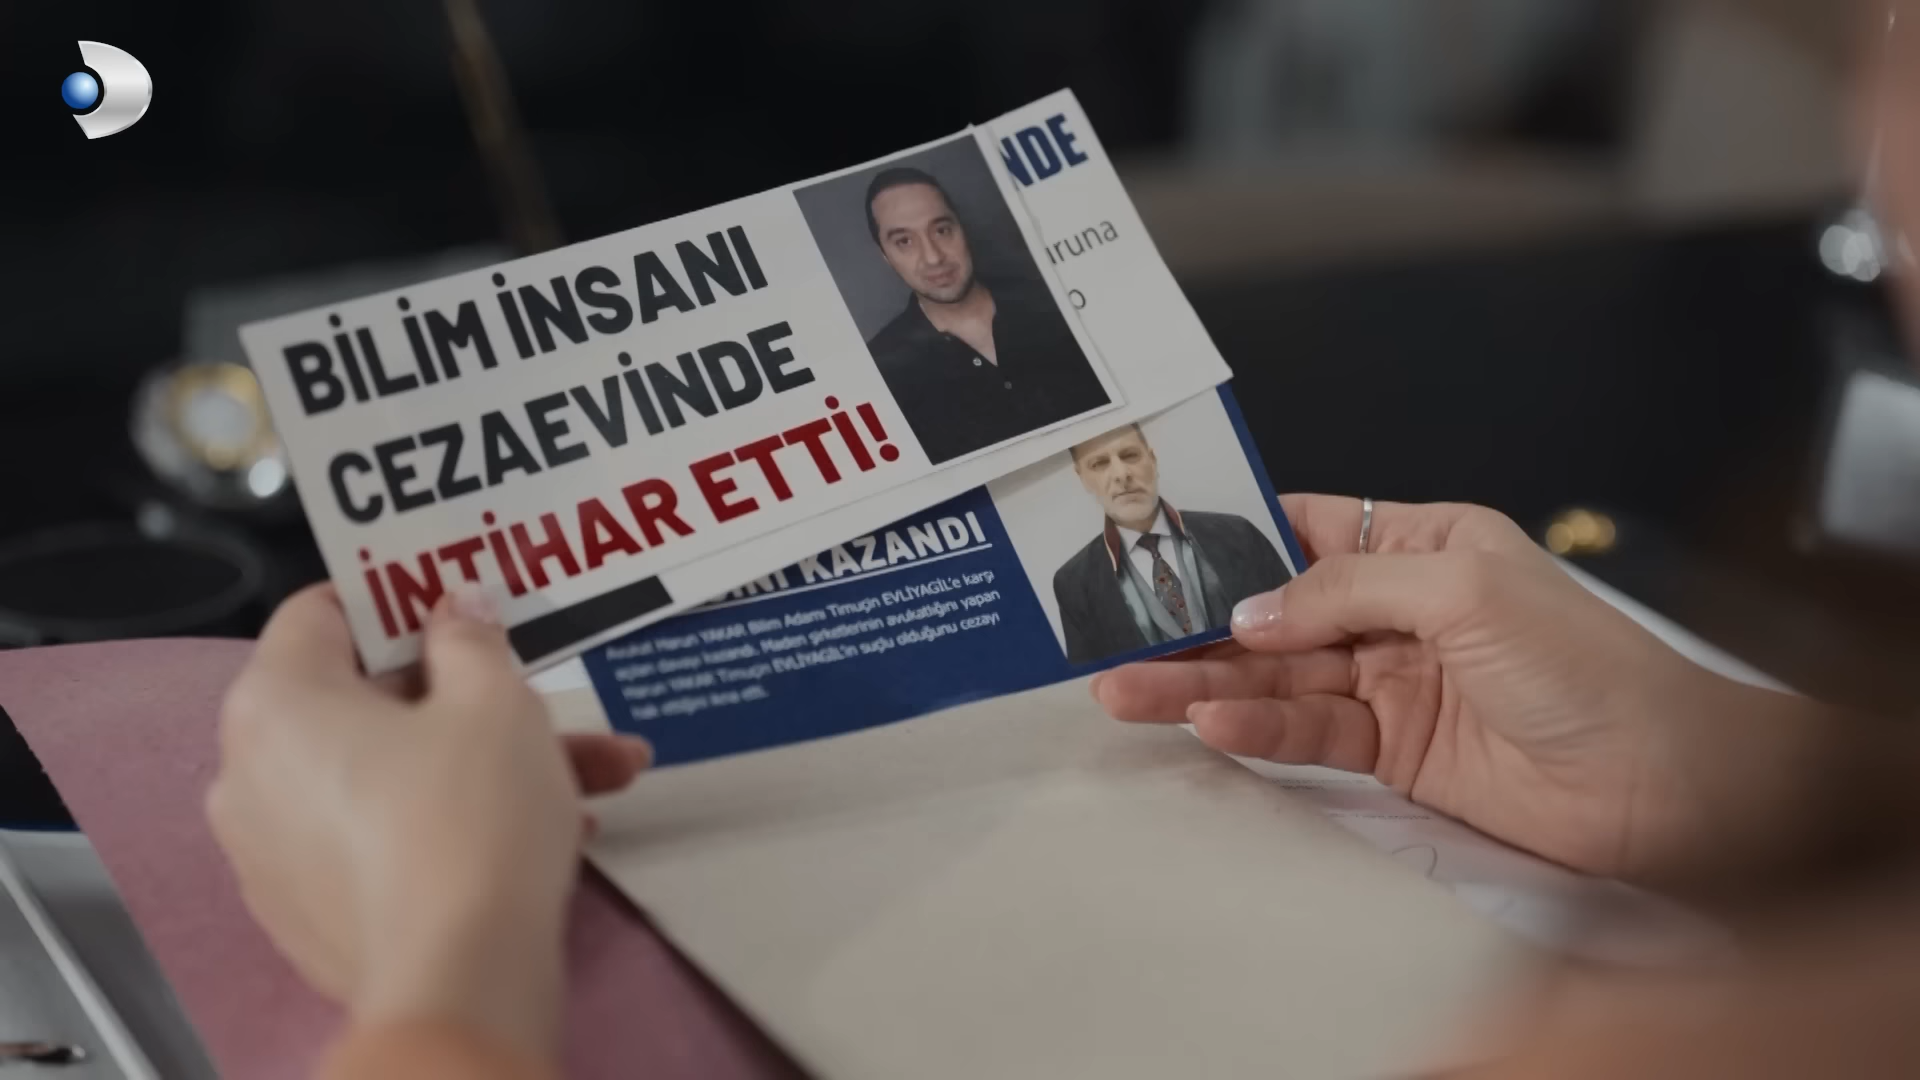 BİLİM İNSANI
CEZAEVİNDE
İNTİHAR ETTİ!
NDE
ıruna
KAZANDI
Avukat Harun YAKAR Bilim Adamı Timuçin EVLİYAGİL'e karşı
açılan davayı kazandı. Maden şirketlerinin avukatlığını yapan
Harun YAKAR Timuçin EVLİYAGİL'in suçlu olduğunu cezayı
hak ettiğini ikna etti.